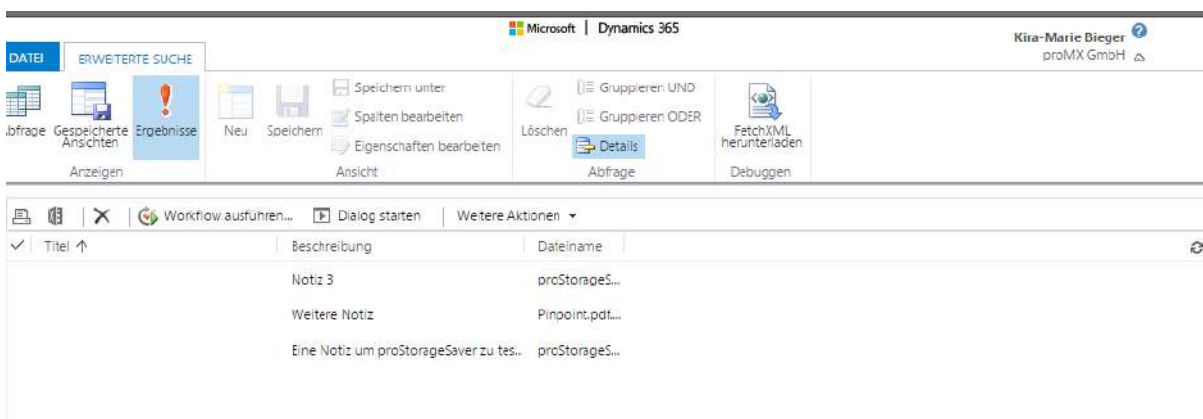 Microsoft | Dynamics 365
Kira-Marie Bieger
proMX GmbH
DATEI
ERWEITERTE SUCHE
Abfrage
Gespeicherte Ansichten
Ergebnisse
Anzeigen
Neu
Speichern
Speichern unter
Spalten bearbeiten
Eigenschaften bearbeiten
Ansicht
Löschen
Gruppieren UND
Gruppieren ODER
Details
Abfrage
FetchXML herunterladen
Debuggen
Workflow ausführen... Dialog starten | Weitere Aktionen
Titel Beschreibung Dateiname
Notiz 3 proStorageS...
Weitere Notiz Pinpoint.pdf....
Eine Notiz um proStorageSaver zu tes.. proStorageS...